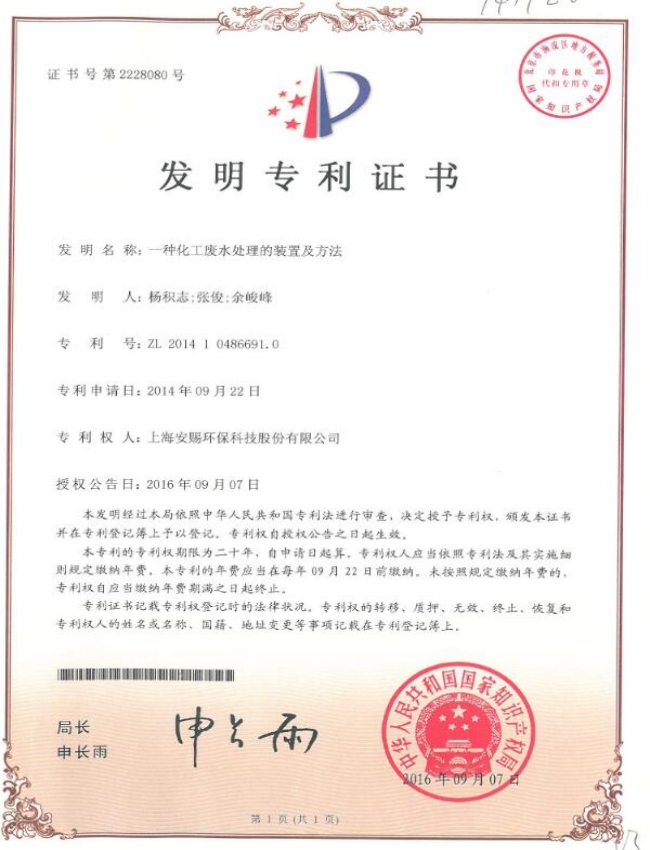 证书号第2228080号
北京市海淀区地方税务局
印花税
代扣专用章
国家知识产权局
发明专利证书
发明名称：一种化工废水处理的装置及方法
发明人：杨积志;张俊;余峻峰
专利号：ZL 2014 1 0486691.0
专利申请日：2014年09月22日
专利权人：上海安赐环保科技股份有限公司
授权公告日：2016年09月07日
本发明经过本局依照中华人民共和国专利法进行审查，决定授予专利权，颁发本证书
并在专利登记簿上予以登记。专利权自授权公告之日起生效。
本专利的专利权期限为二十年，自申请日起算。专利权人应当依照专利法及其实施细
则规定缴纳年费。本专利的年费应当在每年09月22日前缴纳。未按照规定缴纳年费的，
专利权自应当缴纳年费期满之日起终止。
专利证书记载专利权登记时的法律状况。专利权的转移、质押、无效、终止、恢复和
专利权人的姓名或名称、国籍、地址变更等事项记载在专利登记簿上。
局长
申长雨
申长雨
中华人民共和国国家知识产权局
2016年09月07日
第1页(共1页)